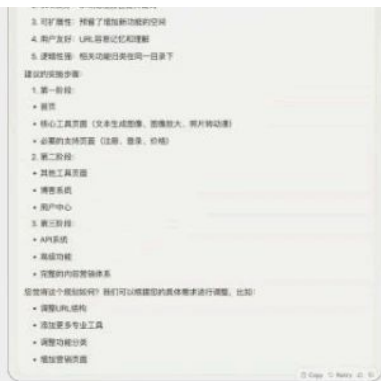 3. 可扩展性：预留了增加新功能的空间
4. 用户友好：URL容易记忆和理解
5. 逻辑性强：相关功能归类在同一目录下
建议的实施步骤：
1. 第一阶段：
• 首页
• 核心工具页面（文本生成图像、图像放大、照片转动漫）
• 必要的支持页面（注册、登录、价格）
2. 第二阶段：
• 其他工具页面
• 博客系统
• 用户中心
3. 第三阶段：
• API系统
• 高级功能
• 完整的内容营销体系
您觉得这个规划如何？我们可以根据您的具体需求进行调整，比如：
• 调整URL结构
• 添加更多专业工具
• 调整功能分类
• 增加营销页面
Copy Retry